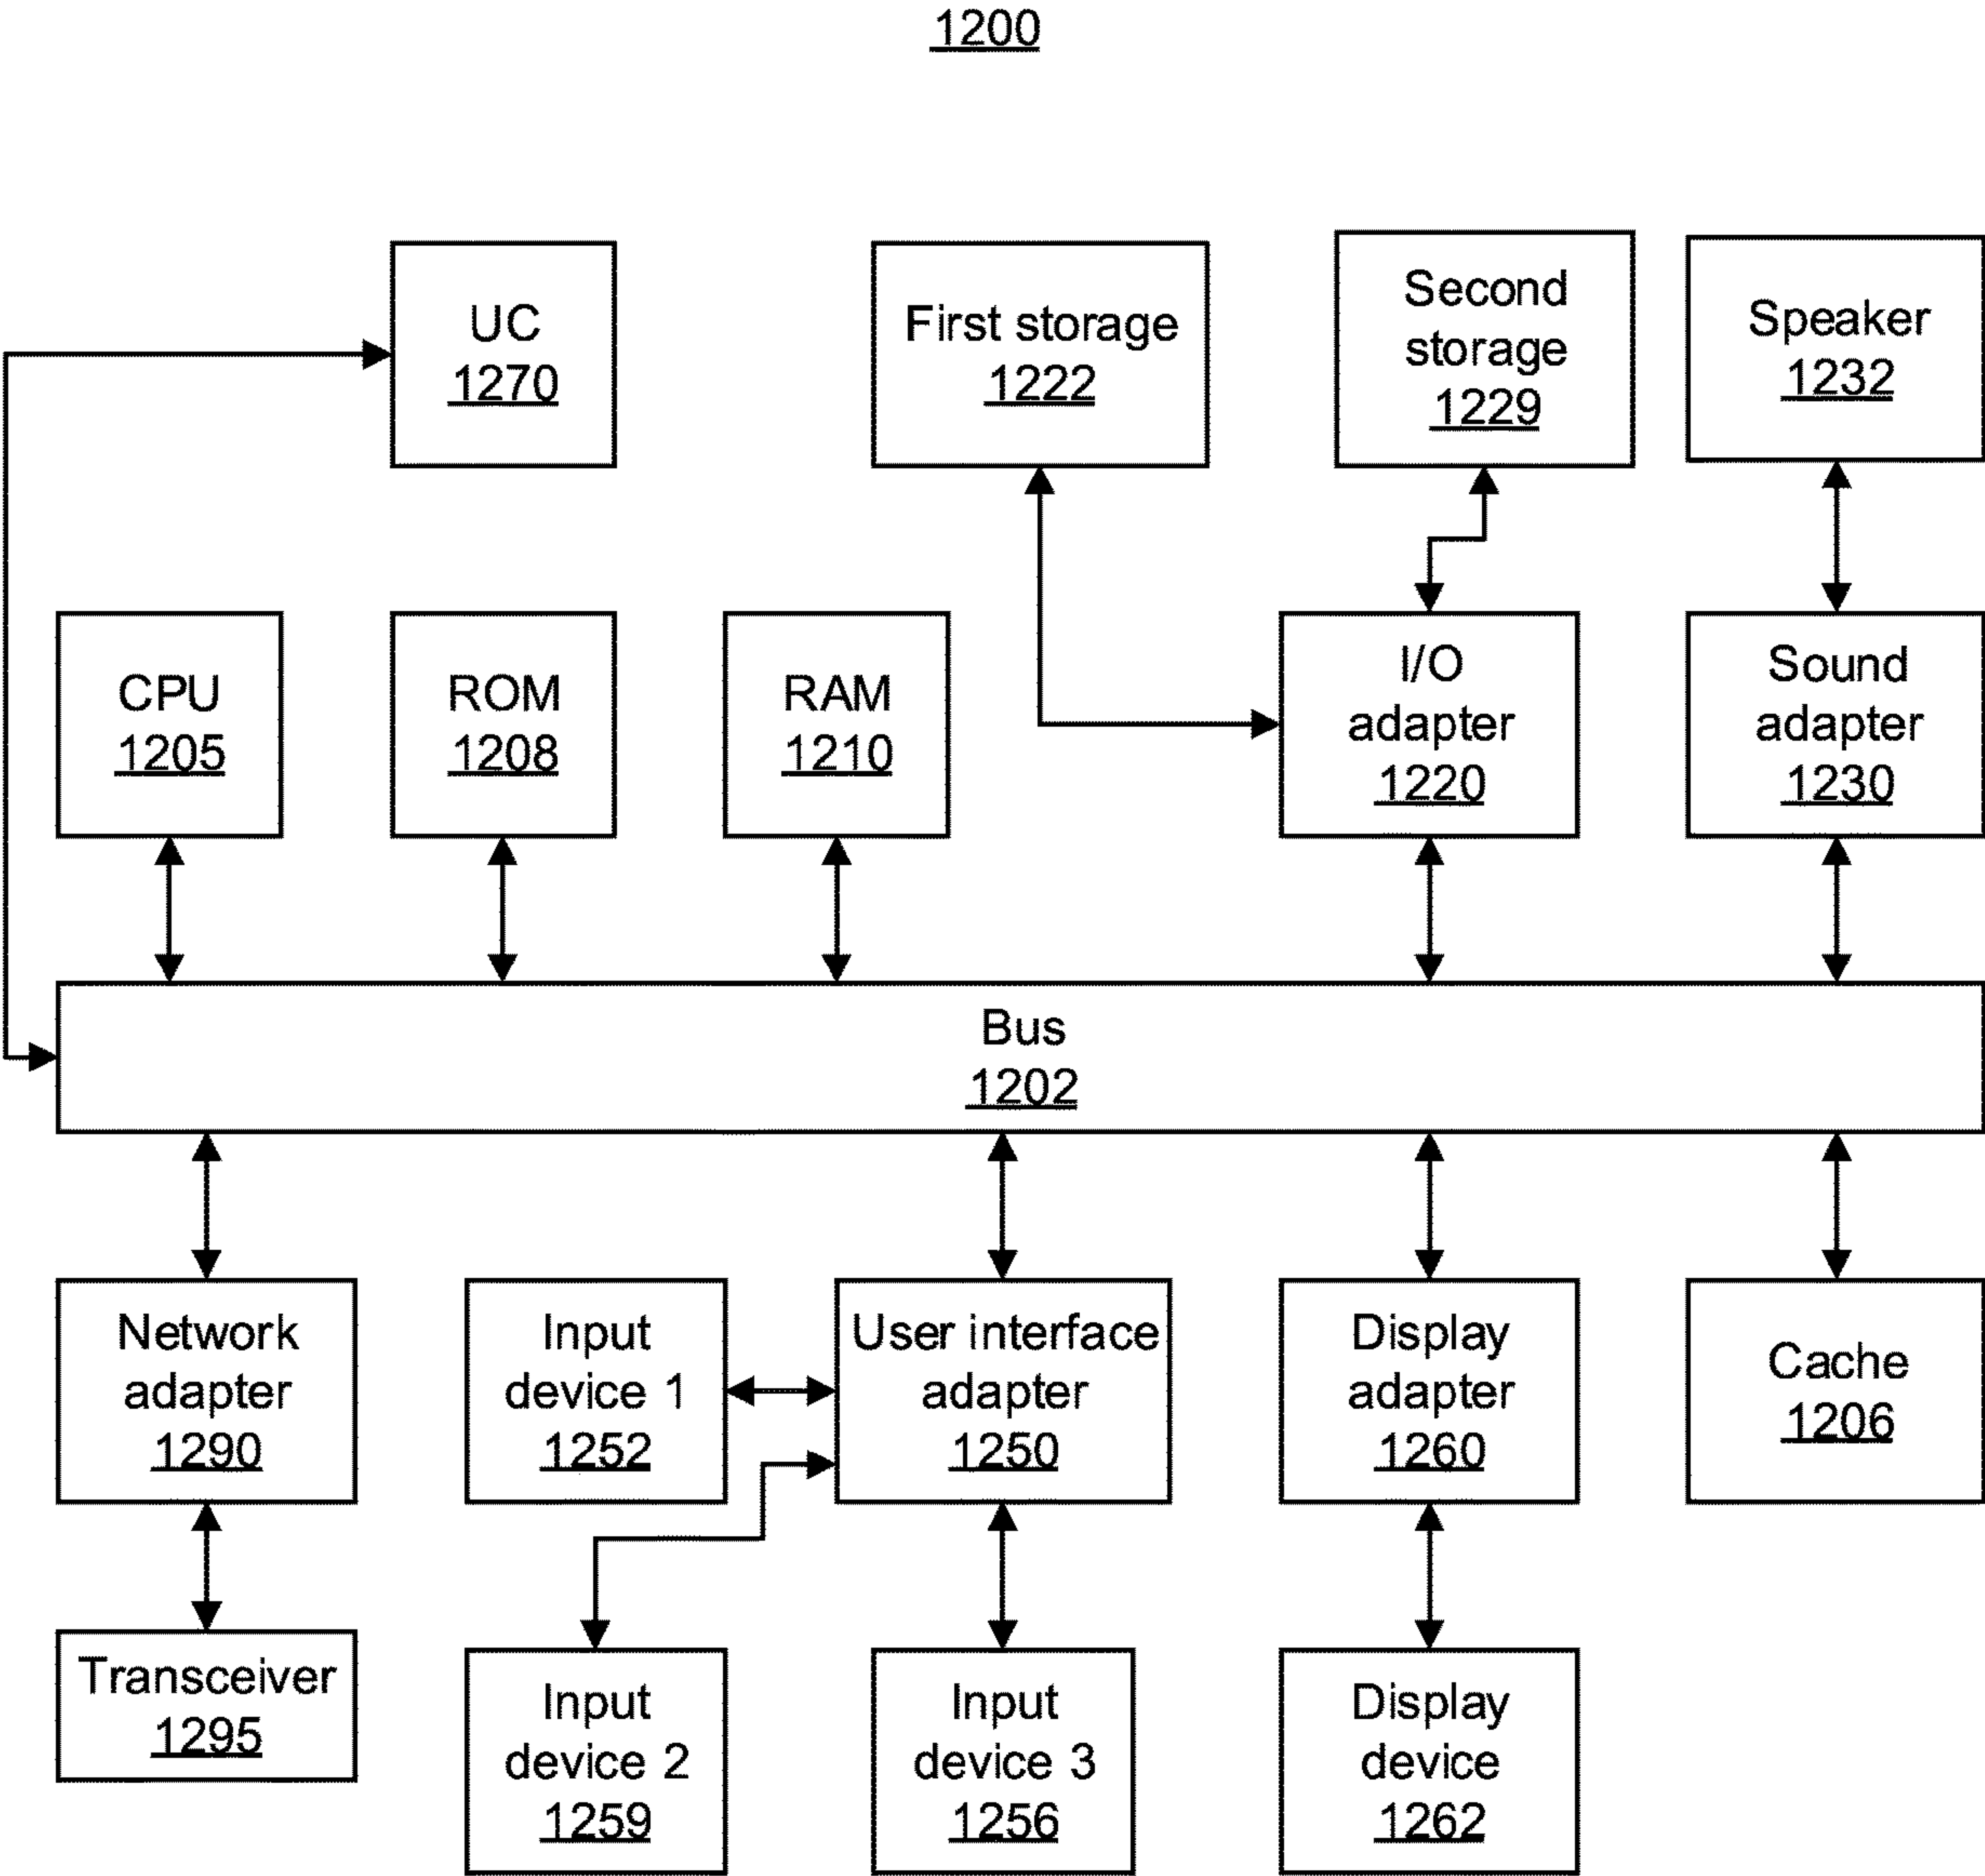 1200
UC
1270
First storage
1222
Second
storage
1229
Speaker
1232
CPU
1205
ROM
1208
RAM
1210
I/O
adapter
1220
Sound
adapter
1230
Bus
1202
Network
adapter
1290
Input
device 1
1252
User interface
adapter
1250
Display
adapter
1260
Cache
1206
Transceiver
1295
Input
device 2
1259
Input
device 3
1256
Display
device
1262